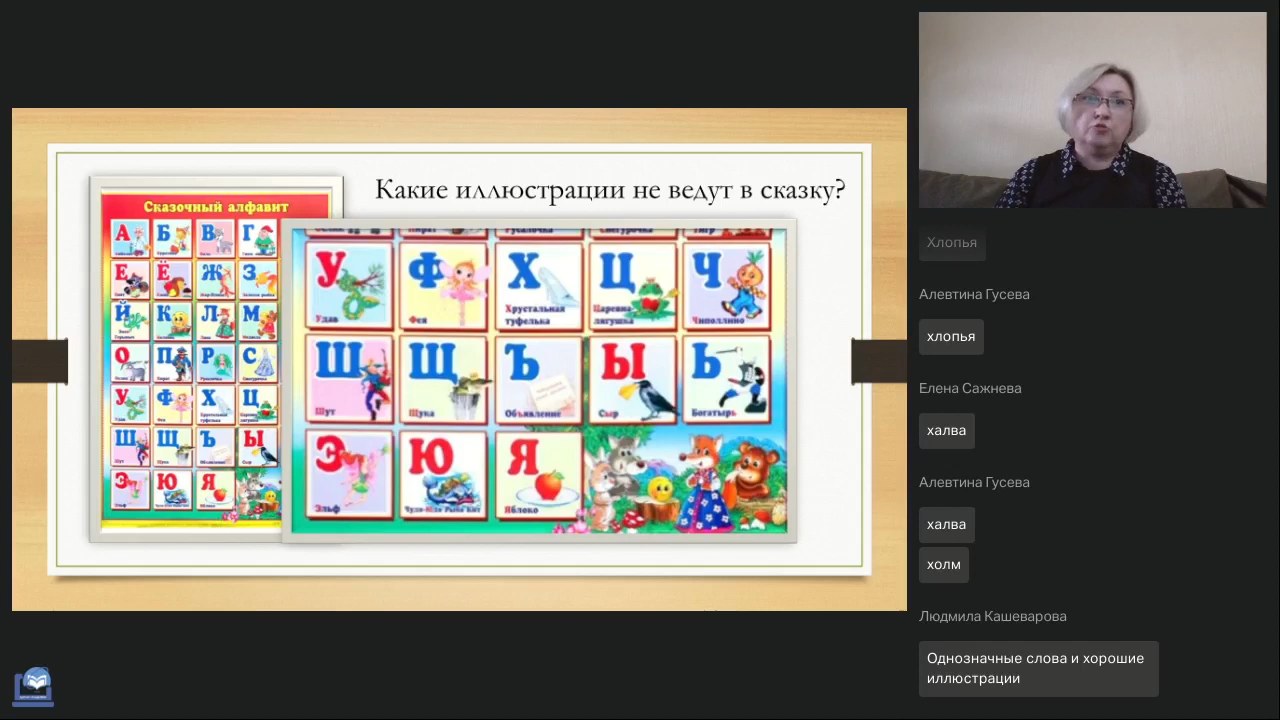 Какие иллюстрации не ведут в сказку?
Сказочный алфавит
А Б В Г
Е Ё Ж З
Й К Л М
О П Р С
У Ф Х Ц
Ш Щ Ъ Ы
Э Ю Я
У Ф Х Ц Ч
Удав Фея Хрустальная туфелька Царевна-лягушка Чиполлино
Ш Щ Ъ Ы Ь
Шут Щука Объявление Сыр Богатырь
Э Ю Я
Эльф Чудо-Юдо Рыба Кит Яблоко
Хлопья
Алевтина Гусева
хлопья
Елена Сажнева
халва
Алевтина Гусева
халва
холм
Людмила Кашеварова
Однозначные слова и хорошие
иллюстрации